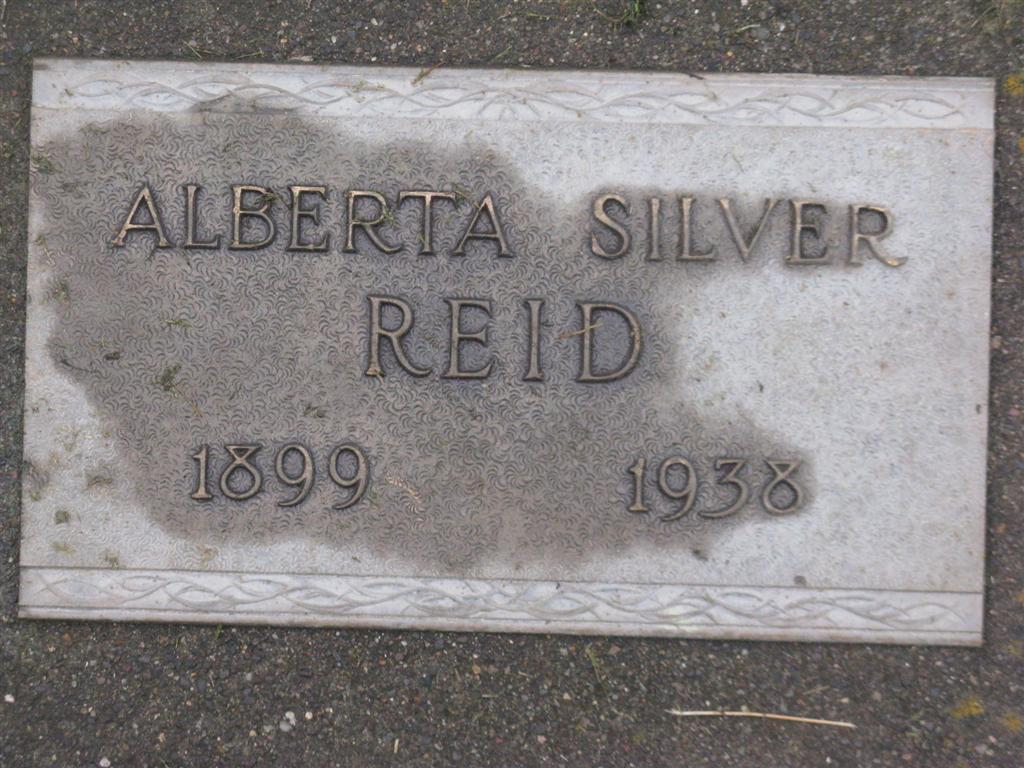 ALBERTA SILVER
REID
1899 1938